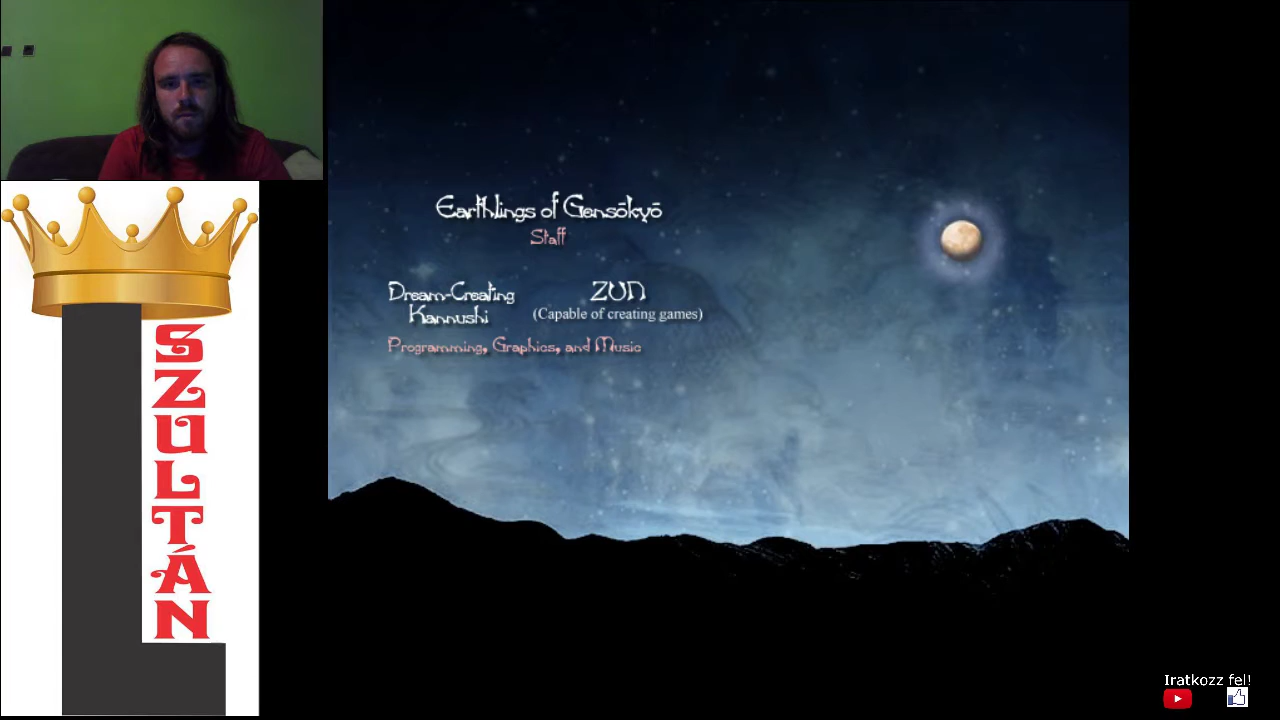 Earthlings of Gensōkyō
Staff
Dream-Creating Kannushi
ZUN
(Capable of creating games)
Programming, Graphics, and Music
L
SZULTÁN
Iratkozz fel!